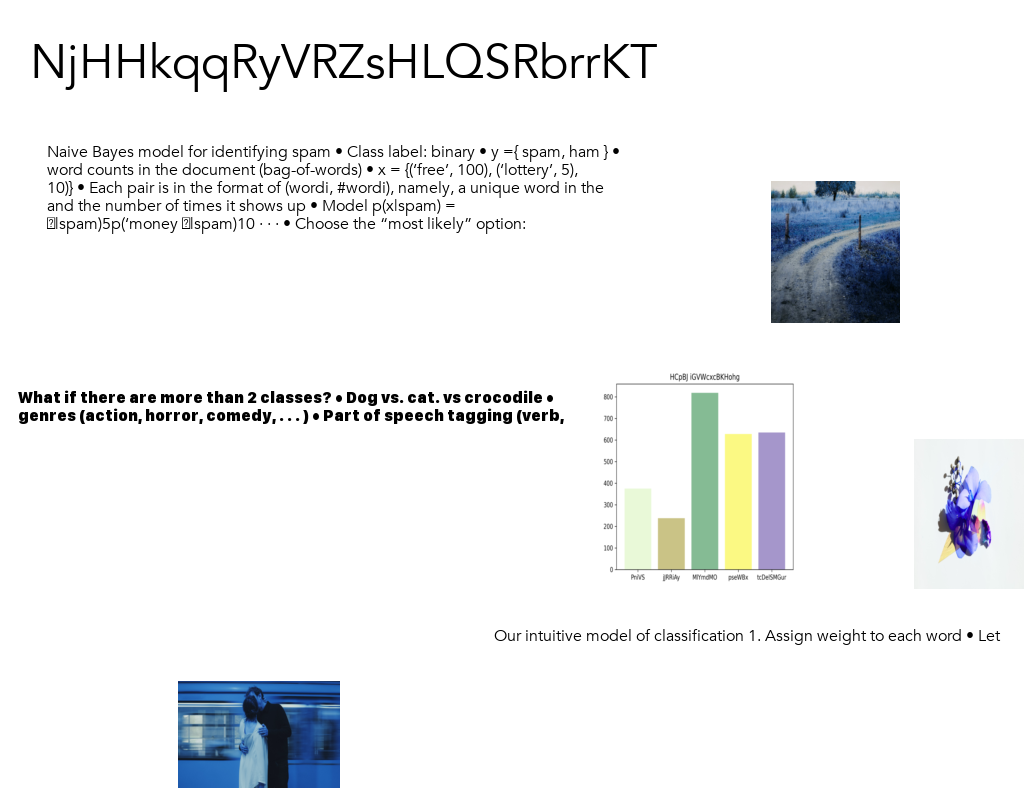 NjHHkqqRyVRZsHLQSRbrrKT
Naive Bayes model for identifying spam • Class label: binary • y ={ spam, ham } •
word counts in the document (bag-of-words) • x = {(‘free’, 100), (‘lottery’, 5),
10)} • Each pair is in the format of (wordi, #wordi), namely, a unique word in the
and the number of times it shows up • Model p(x|spam) =
|spam)5p(‘money |spam)10 · · · • Choose the “most likely” option:
What if there are more than 2 classes? • Dog vs. cat. vs crocodile •
genres (action, horror, comedy, . . . ) • Part of speech tagging (verb,
HCpBJ iGVWcxcBKHohg
800
700
600
500
400
300
200
100
0
PniVS jJRRiAy MlYmdMO pseWBx tcDelSMGur
Our intuitive model of classification 1. Assign weight to each word • Let